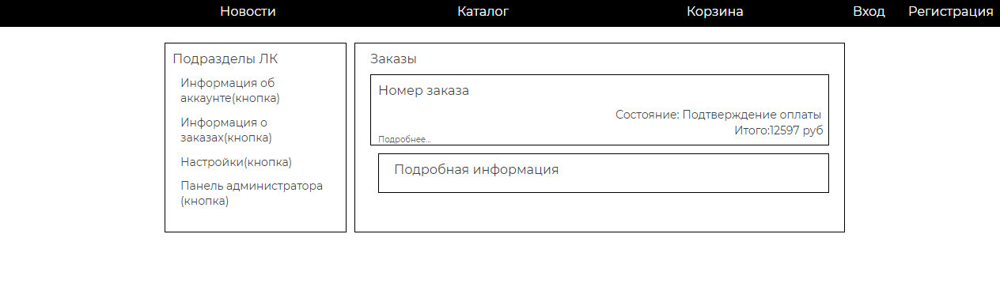 Новости Каталог Корзина Вход Регистрация
Подразделы ЛК
Информация об
аккаунте(кнопка)
Информация о
заказах(кнопка)
Настройки(кнопка)
Панель администратора
(кнопка)
Заказы
Номер заказа
Состояние: Подтверждение оплаты
Итого:12597 руб
Подробнее...
Подробная информация